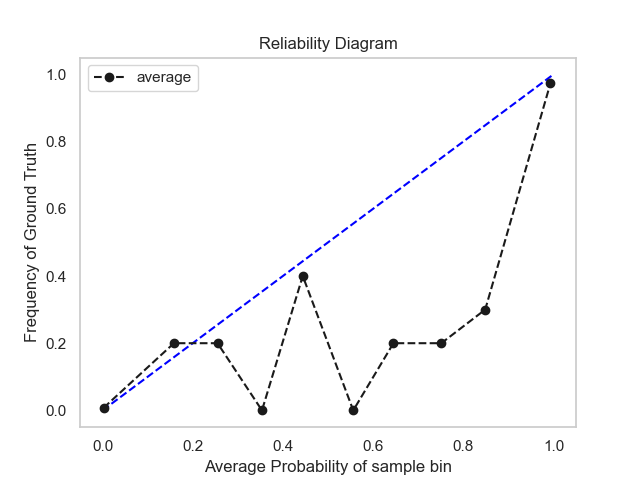 Reliability Diagram
average
1.0
0.8
0.6
0.4
0.2
0.0
Frequency of Ground Truth
0.0 0.2 0.4 0.6 0.8 1.0
Average Probability of sample bin